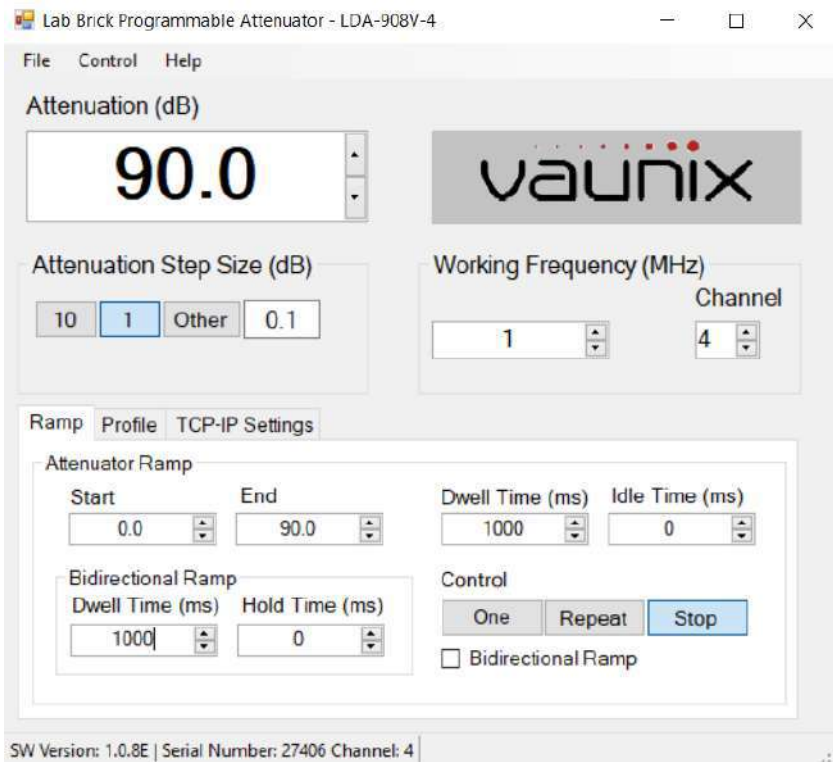 Lab Brick Programmable Attenuator - LDA-908V-4
File Control Help
Attenuation (dB)
90.0
vaunix
Attenuation Step Size (dB)
10 1 Other 0.1
Working Frequency (MHz)
Channel
1 4
Ramp Profile TCP-IP Settings
Attenuator Ramp
Start End Dwell Time (ms) Idle Time (ms)
0.0 90.0 1000 0
Bidirectional Ramp
Dwell Time (ms) Hold Time (ms)
1000 0
Control
One Repeat Stop
Bidirectional Ramp
SW Version: 1.0.8E | Serial Number: 27406 Channel: 4